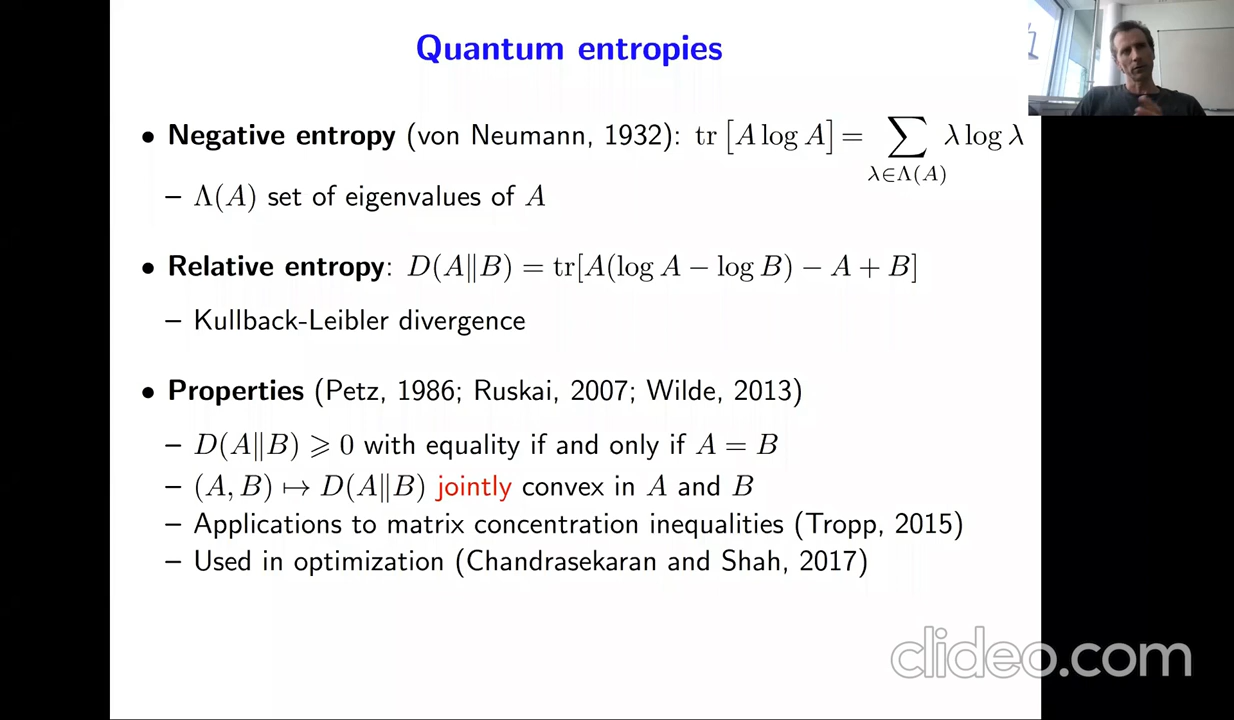 Quantum entropies
• Negative entropy (von Neumann, 1932): tr [A log A] = ∑ λ log λ
λ∈Λ(A)
– Λ(A) set of eigenvalues of A
• Relative entropy: D(A‖B) = tr[A(log A − log B) − A + B]
– Kullback-Leibler divergence
• Properties (Petz, 1986; Ruskai, 2007; Wilde, 2013)
– D(A‖B) ⩾ 0 with equality if and only if A = B
– (A, B) ↦ D(A‖B) jointly convex in A and B
– Applications to matrix concentration inequalities (Tropp, 2015)
– Used in optimization (Chandrasekaran and Shah, 2017)
clideo.com